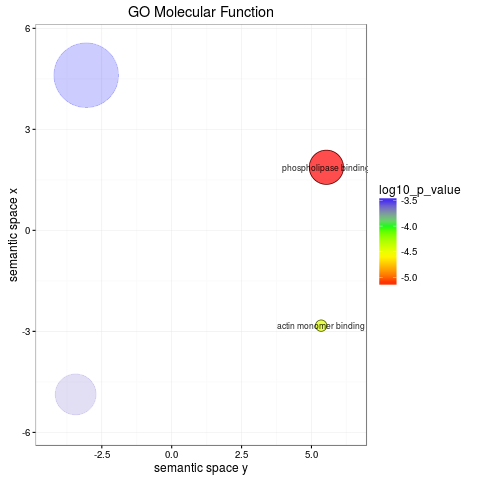 GO Molecular Function
6
3
0
-3
-6
semantic space x
phospholipase binding
actin monomer binding
-2.5
0.0
2.5
5.0
semantic space y
log10_p_value
-3.5
-4.0
-4.5
-5.0